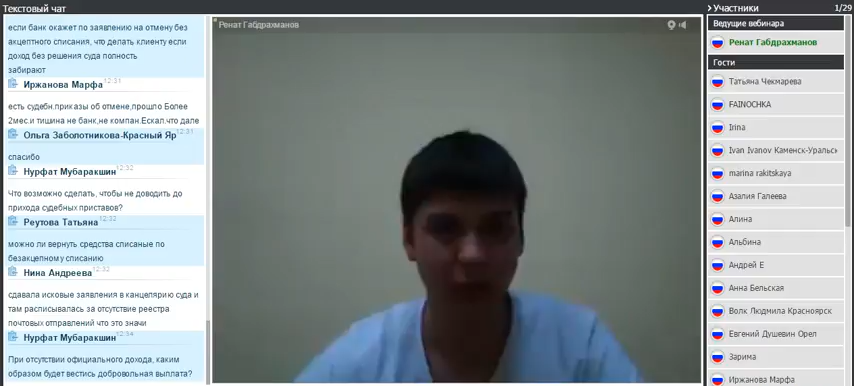 Текстовый чат
если банк окажет по заявлению на отмену без
акцептного списания, что делать клиенту если
доход без решения суда полность
забирают
Иржанова Марфа 12:31
есть судебн.приказы об отмене,прошло Более
2мес.и тишина не банк,не компан.Ескал,что дале
Ольга Заболотникова-Красный Яр 12:31
спасибо
Нурфат Мубаракшин 12:32
Что возможно сделать, чтобы не доводить до
прихода судебных приставов?
Реутова Татьяна 12:32
можно ли вернуть средства списаные по
безакцепному списанию
Нина Андреева 12:32
сдавала исковые заявления в канцелярию суда и
там расписывалась за отсутствие реестра
почтовых отправлений что это значи
Нурфат Мубаракшин 12:34
При отсутствии официального дохода, каким
образом будет вестись добровольная выплата?
Ренат Габдрахманов
Участники 1/29
Ведущие вебинара
Ренат Габдрахманов
Гости
Татьяна Чекмарева
FAINOCHKA
Irina
Ivan Ivanov Каменск-Уральск
marina rakitskaya
Азалия Галеева
Алина
Альбина
Андрей Е
Анна Бельская
Волк Людмила Красноярск
Евгений Душевин Орел
Зарима
Иржанова Марфа